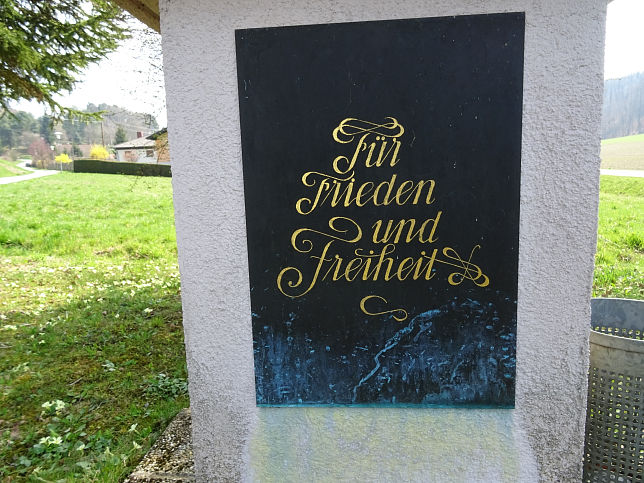 Für
Frieden
und
Freiheit